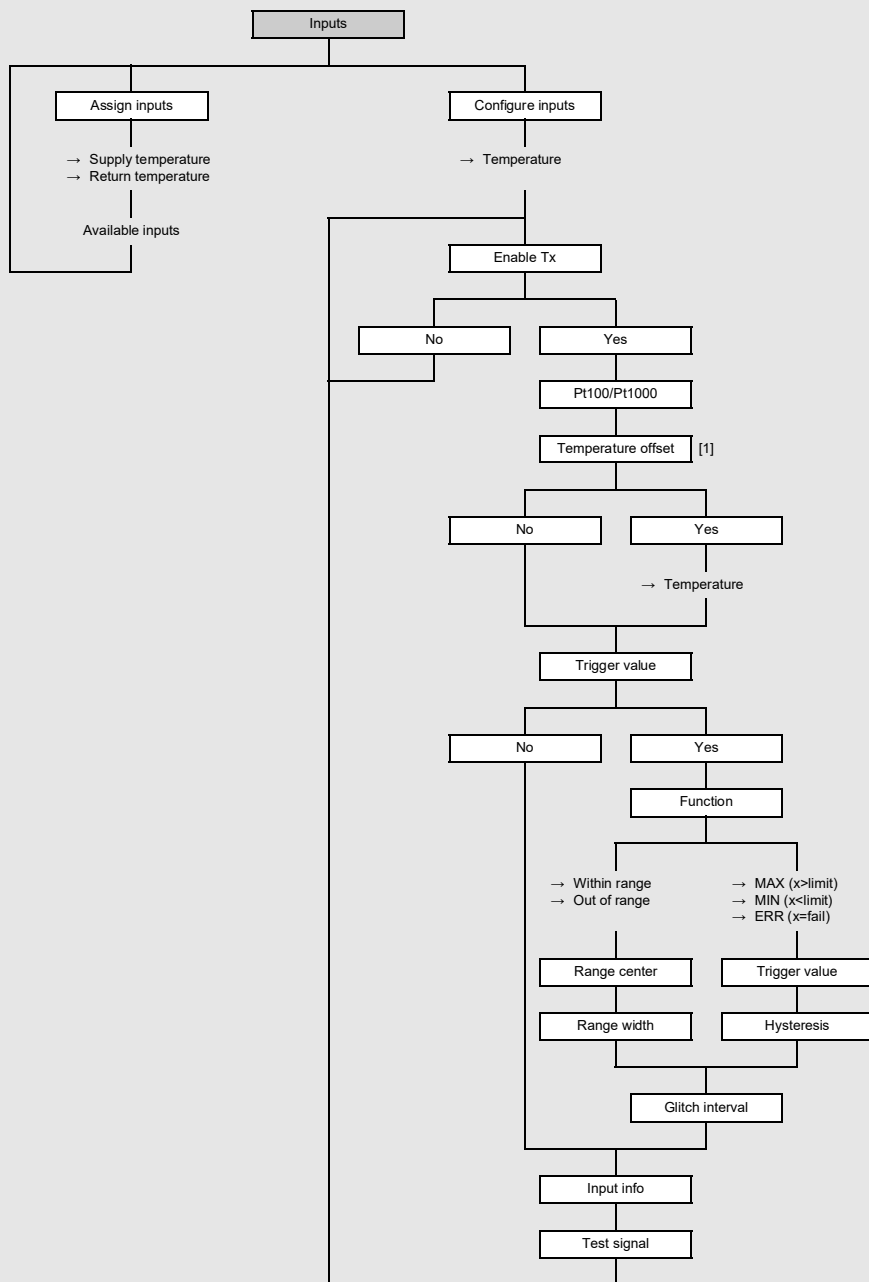 Inputs
Assign inputs
Configure inputs
→ Supply temperature
→ Return temperature
→ Temperature
Available inputs
Enable Tx
No
Yes
Pt100/Pt1000
Temperature offset [1]
No
Yes
→ Temperature
Trigger value
No
Yes
Function
→ Within range
→ Out of range
→ MAX (x>limit)
→ MIN (x<limit)
→ ERR (x=fail)
Range center
Trigger value
Range width
Hysteresis
Glitch interval
Input info
Test signal